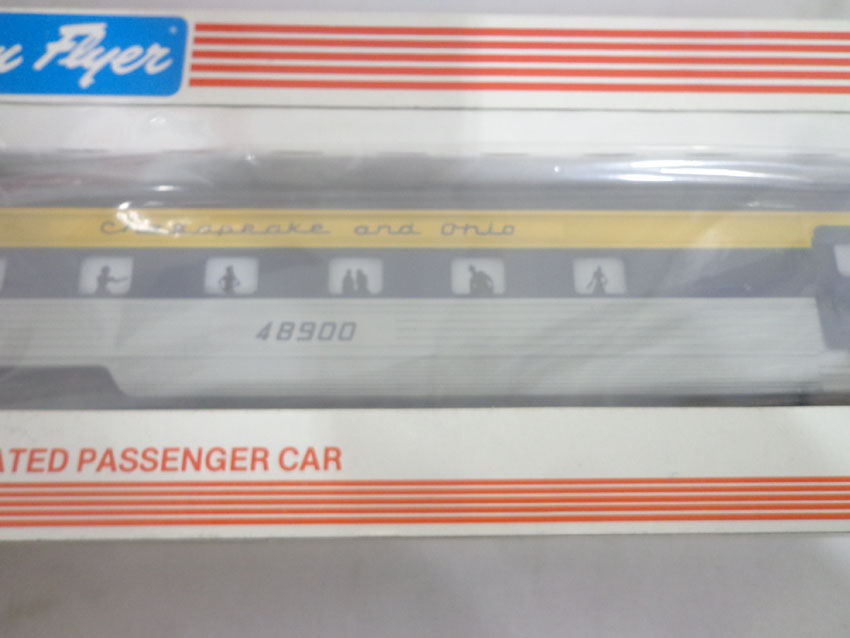 Flyer
Chesapeake and Ohio
48900
ATED PASSENGER CAR